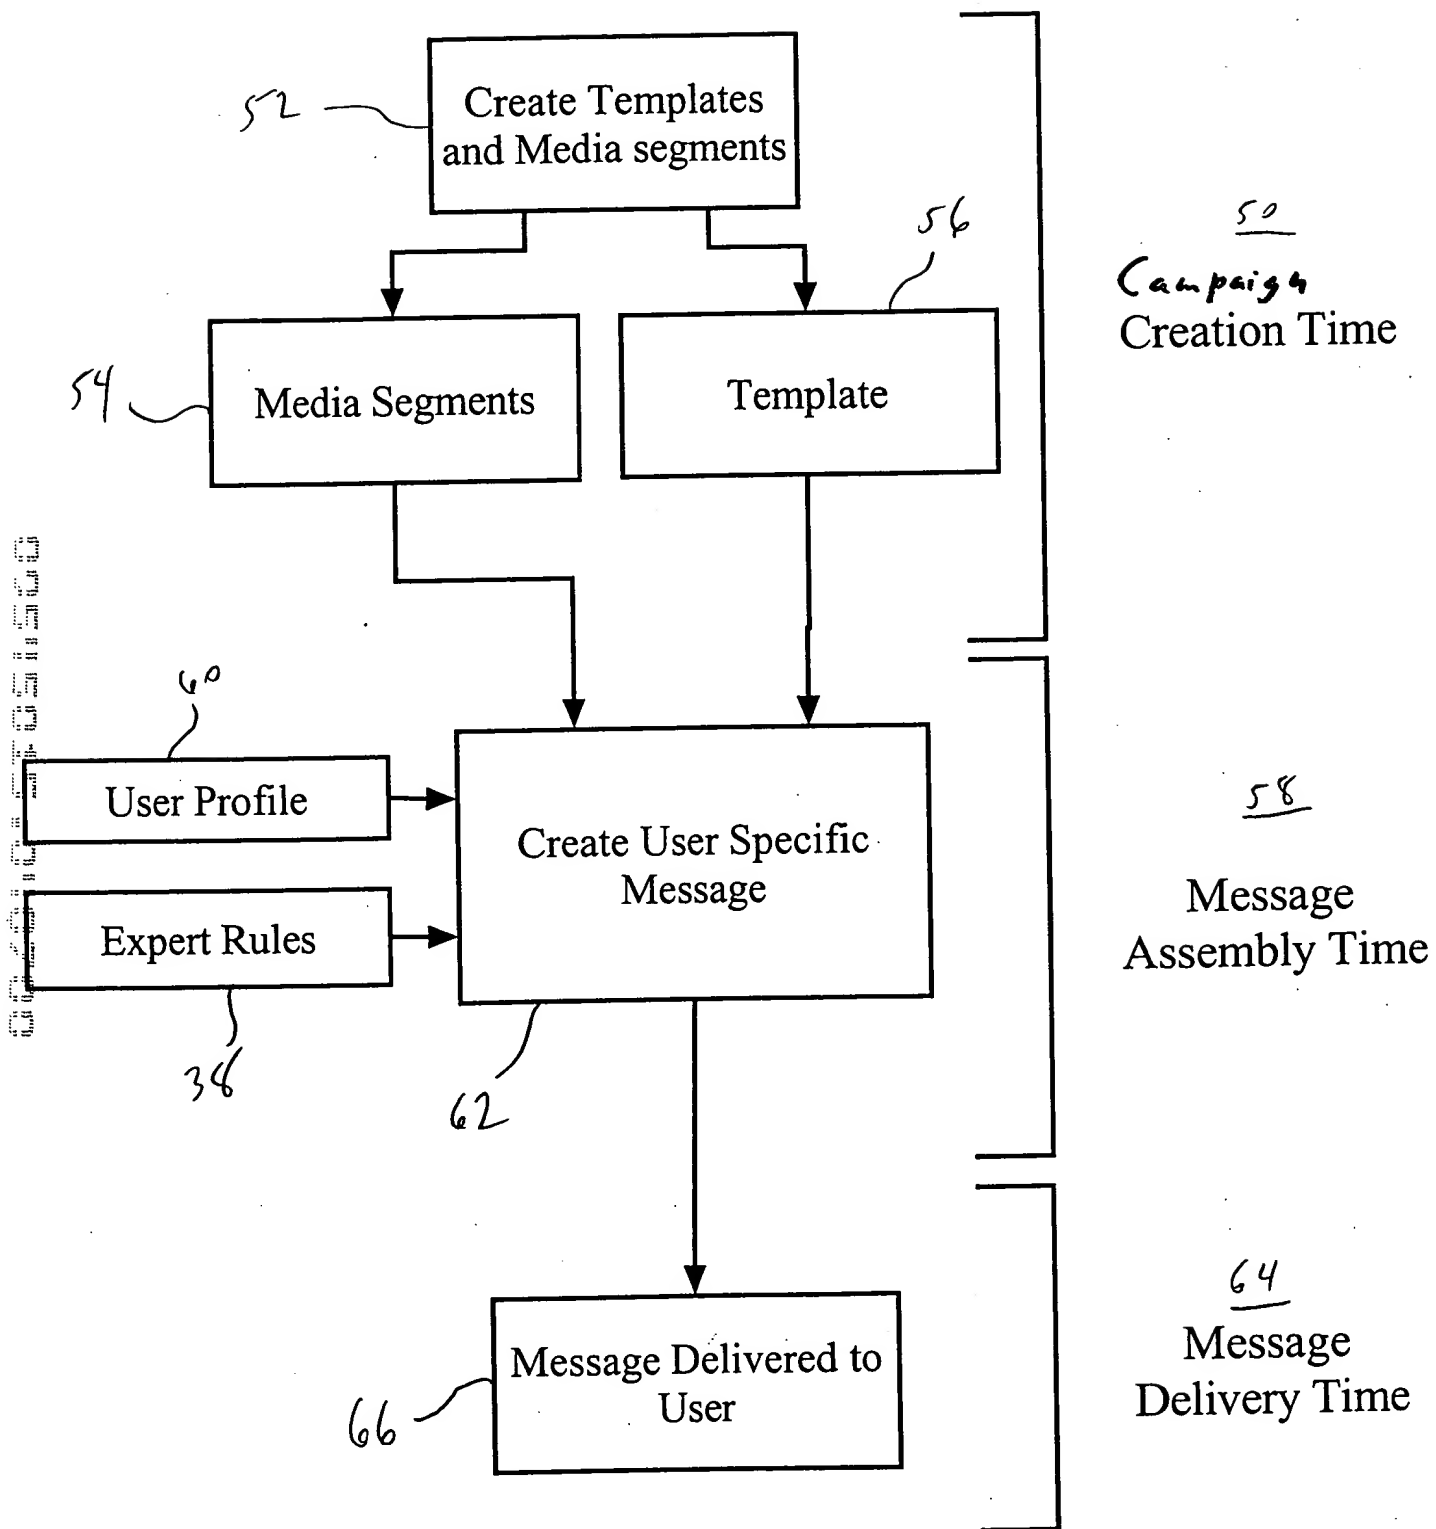 52
Create Templates
and Media segments
56
50
Campaign
Creation Time
54
Media Segments
Template
60
User Profile
Create User Specific
Message
58
Message
Assembly Time
Expert Rules
38
62
64
Message
Delivery Time
Message Delivered to
User
66